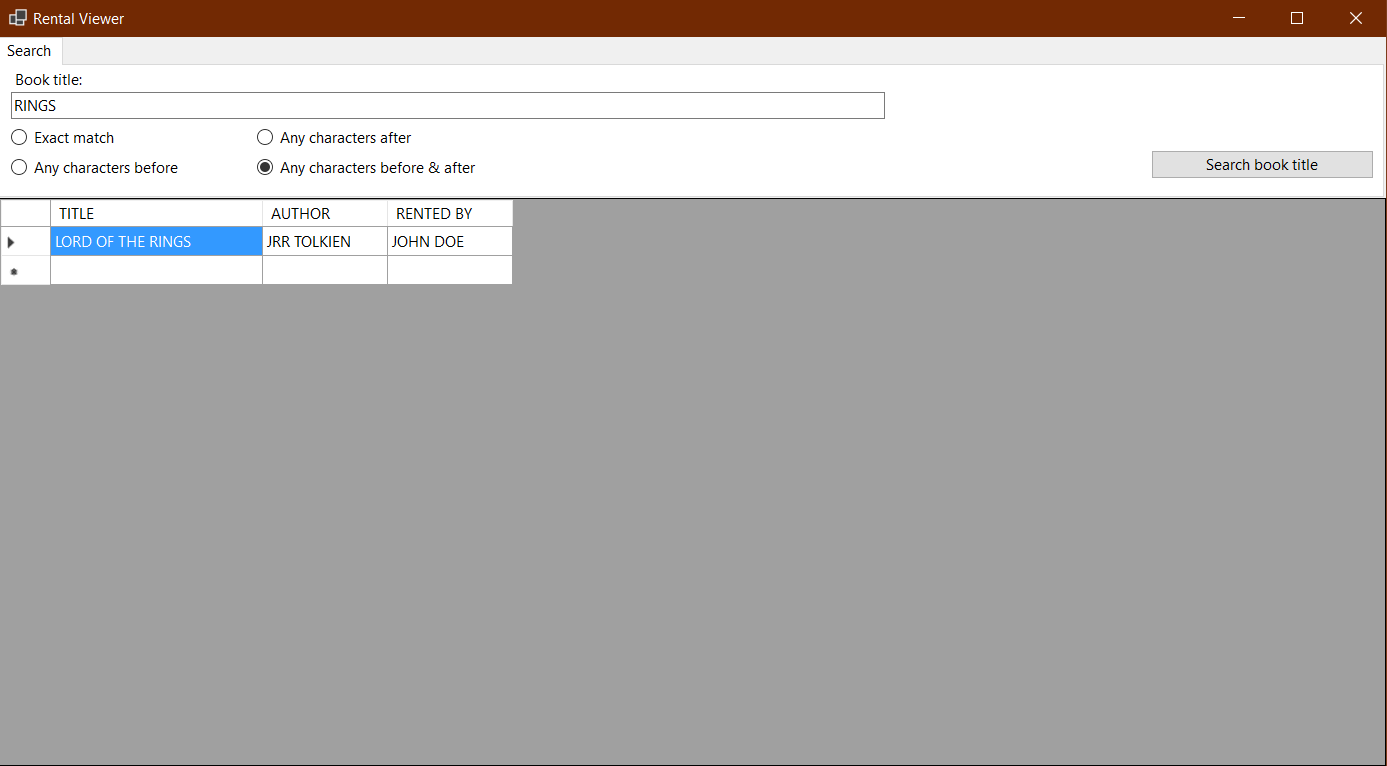 Rental Viewer
Search
Book title:
RINGS
Exact match Any characters after
Any characters before Any characters before & after
Search book title
TITLE AUTHOR RENTED BY
LORD OF THE RINGS JRR TOLKIEN JOHN DOE